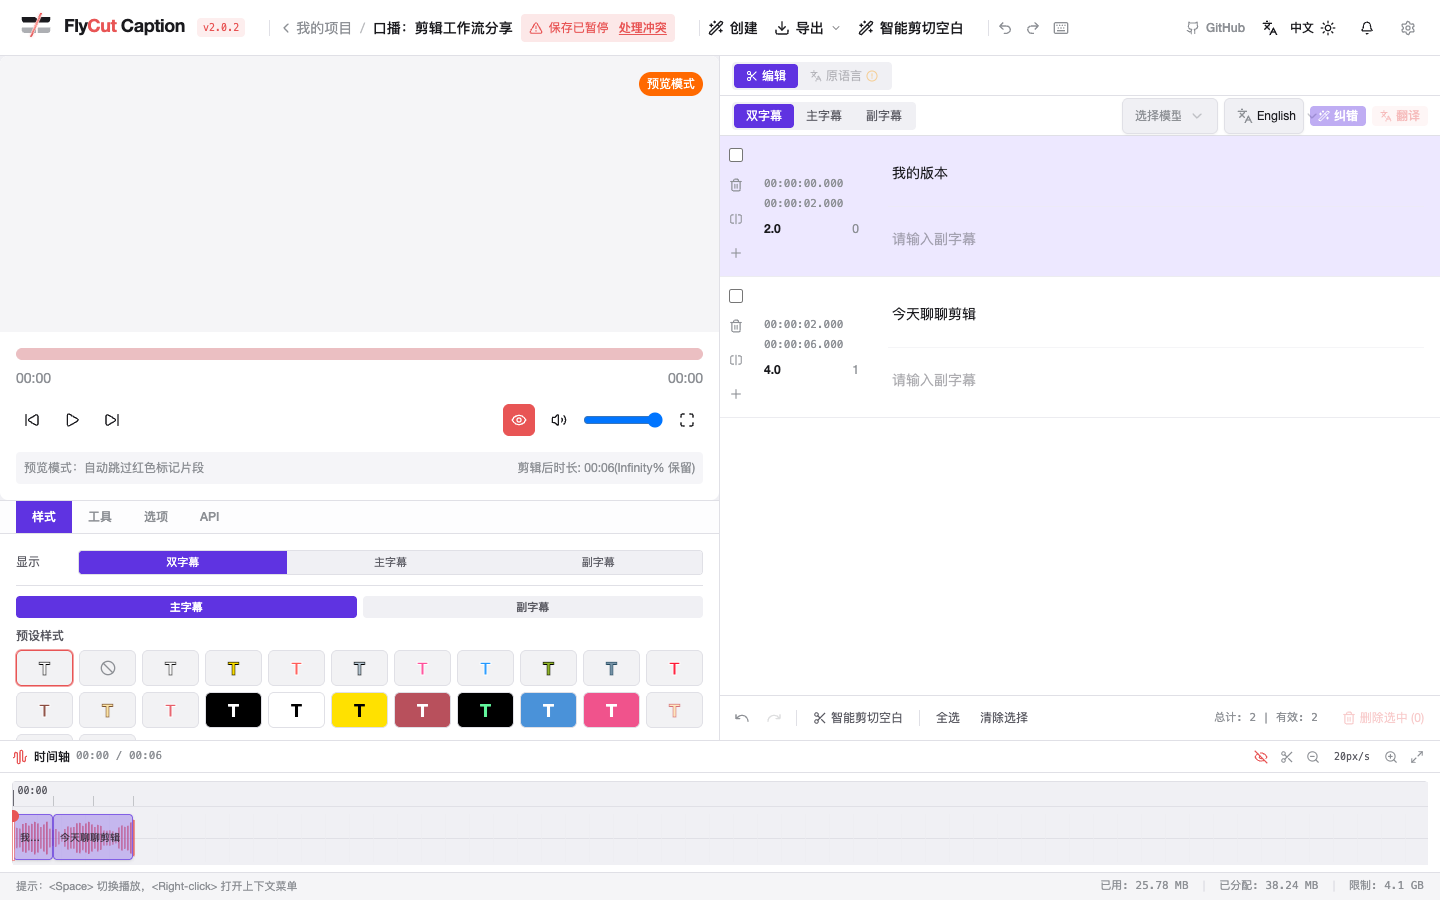 FlyCut Caption v2.0.2 我的项目 / 口播：剪辑工作流分享 保存已暂停 处理冲突 创建 导出 智能剪切空白 GitHub 中文
预览模式
00:00 00:00
预览模式：自动跳过红色标记片段 剪辑后时长: 00:06(Infinity% 保留)
样式 工具 选项 API
显示 双字幕 主字幕 副字幕
主字幕 副字幕
预设样式
T T T T T T T T T T
T T T T T T T T T T T
编辑 原语言
双字幕 主字幕 副字幕 选择模型 English 纠错 翻译
我的版本
00:00:00.000
00:00:02.000
2.0 0 请输入副字幕
今天聊聊剪辑
00:00:02.000
00:00:06.000
4.0 1 请输入副字幕
智能剪切空白 全选 清除选择 总计: 2 | 有效: 2 删除选中 (0)
时间轴 00:00 / 00:06 20px/s
00:00
我... 今天聊聊剪辑
提示: <Space> 切换播放，<Right-click> 打开上下文菜单 已用: 25.78 MB 已分配: 38.24 MB 限制: 4.1 GB